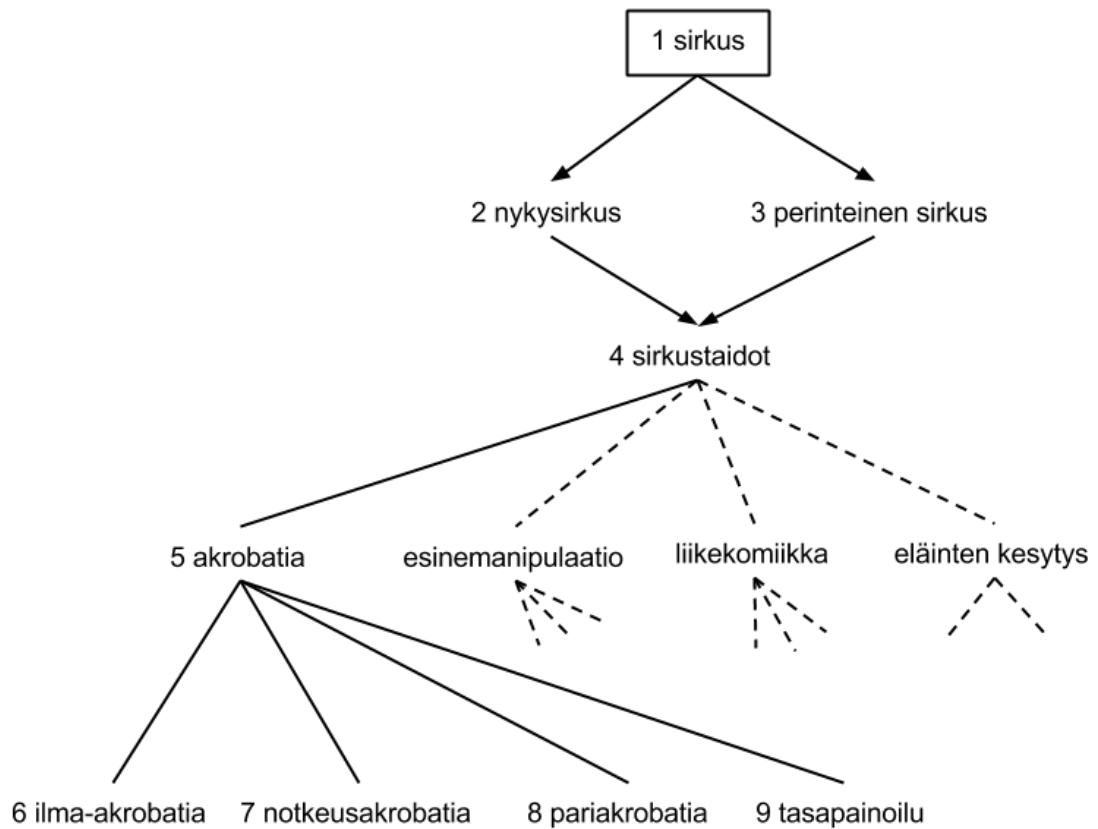 1 sirkus
2 nykysirkus
3 perinteinen sirkus
4 sirkustaidot
5 akrobatia
esinemanipulaatio
liikekomiikka
eläinten kesytys
6 ilma-akrobatia
7 notkeusakrobatia
8 pariakrobatia
9 tasapainoilu